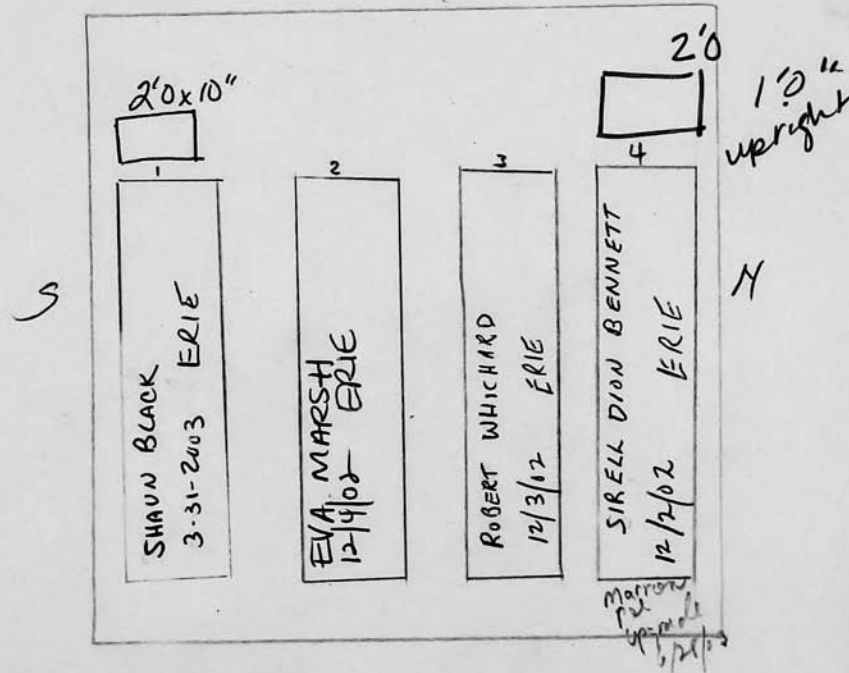 2'0
2'0x10"
1'0"
upright
1
2
3
4
S
N
SHAUN BLACK
3-31-2003 ERIE
EVA MARSH
12/4/02 ERIE
ROBERT WHICHARD
12/3/02 ERIE
SIRELL DION BENNETT
12/2/02 ERIE